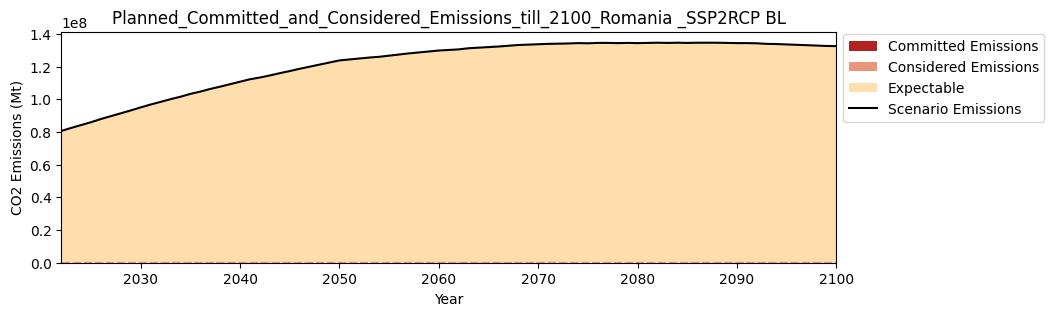 Planned_Committed_and_Considered_Emissions_till_2100_Romania _SSP2RCP BL
1e8
1.4
1.2
1.0
0.8
0.6
0.4
0.2
0.0
CO2 Emissions (Mt)
2030 2040 2050 2060 2070 2080 2090 2100
Year
Committed Emissions
Considered Emissions
Expectable
Scenario Emissions